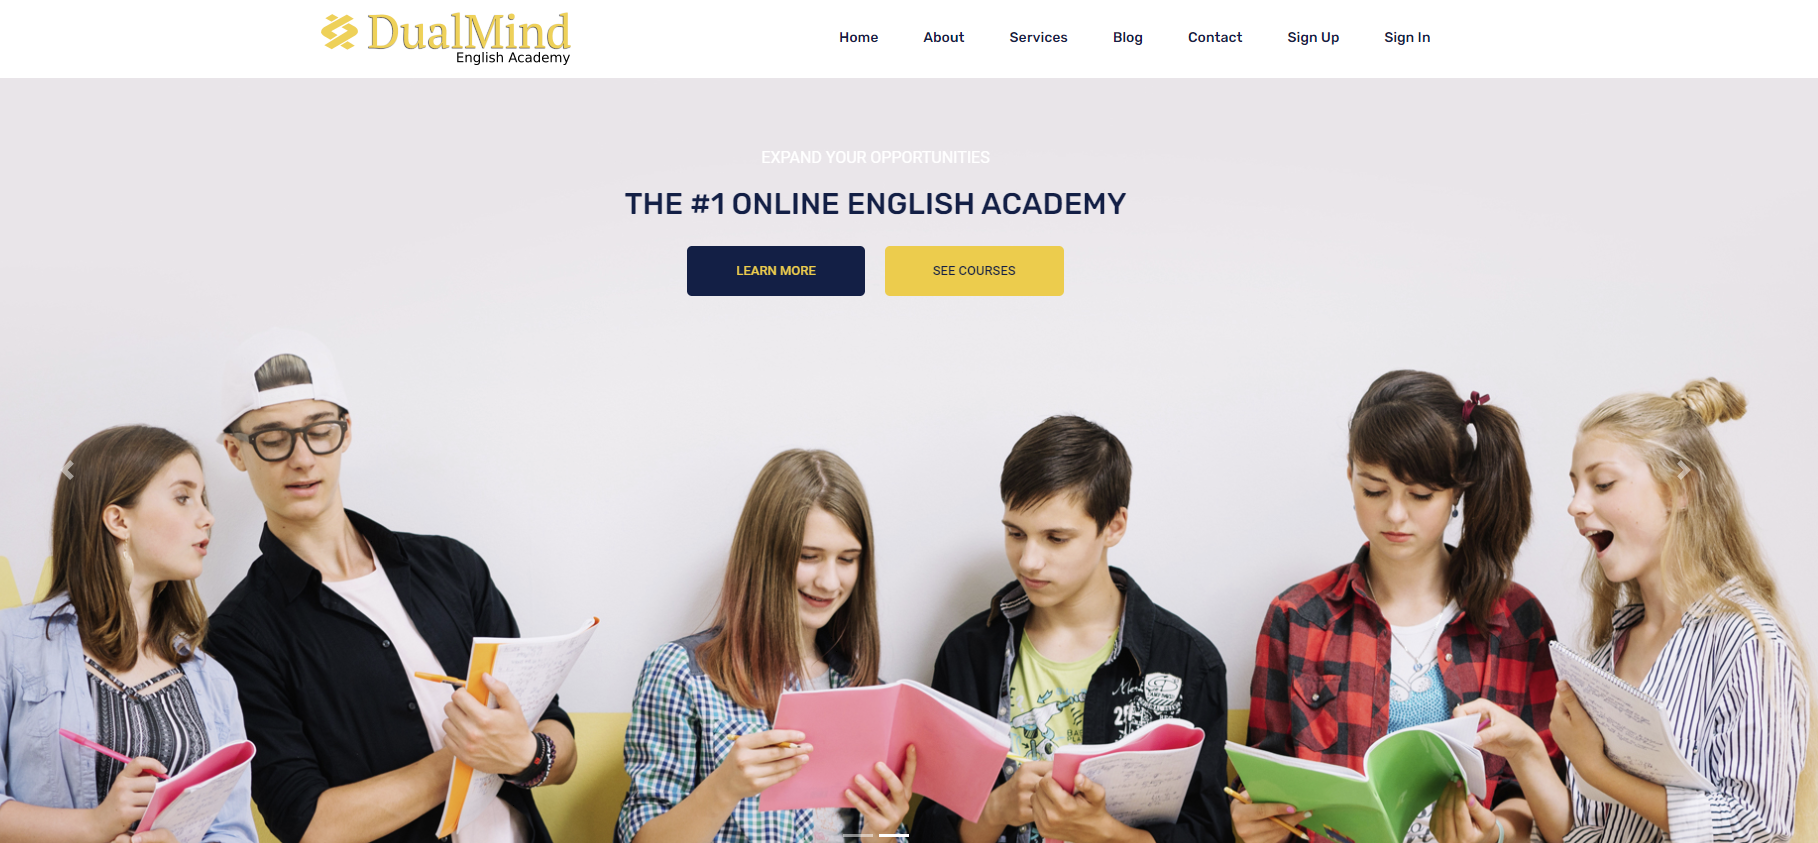 DualMind
English Academy
Home About Services Blog Contact Sign Up Sign In
EXPAND YOUR OPPORTUNITIES
THE #1 ONLINE ENGLISH ACADEMY
LEARN MORE SEE COURSES